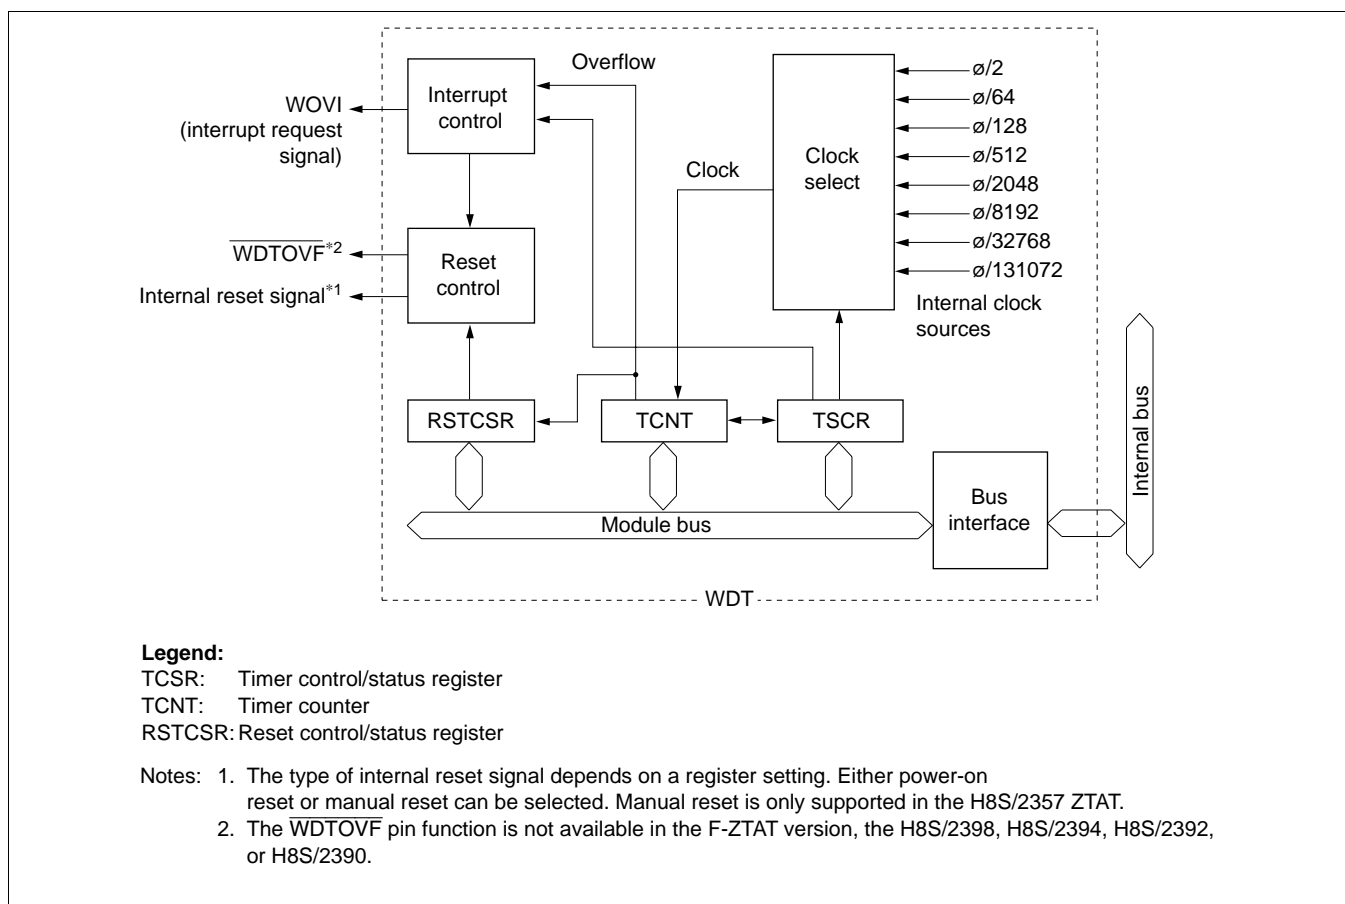 Overflow
Interrupt
control
WOVI
(interrupt request
signal)
Clock
Clock
select
ø/2
ø/64
ø/128
ø/512
ø/2048
ø/8192
ø/32768
ø/131072
Internal clock
sources
WDTOVF*2
Internal reset signal*1
Reset
control
RSTCSR
TCNT
TSCR
Module bus
Bus
interface
Internal bus
WDT
Legend:
TCSR: Timer control/status register
TCNT: Timer counter
RSTCSR: Reset control/status register
Notes: 1. The type of internal reset signal depends on a register setting. Either power-on
reset or manual reset can be selected. Manual reset is only supported in the H8S/2357 ZTAT.
2. The WDTOVF pin function is not available in the F-ZTAT version, the H8S/2398, H8S/2394, H8S/2392,
or H8S/2390.